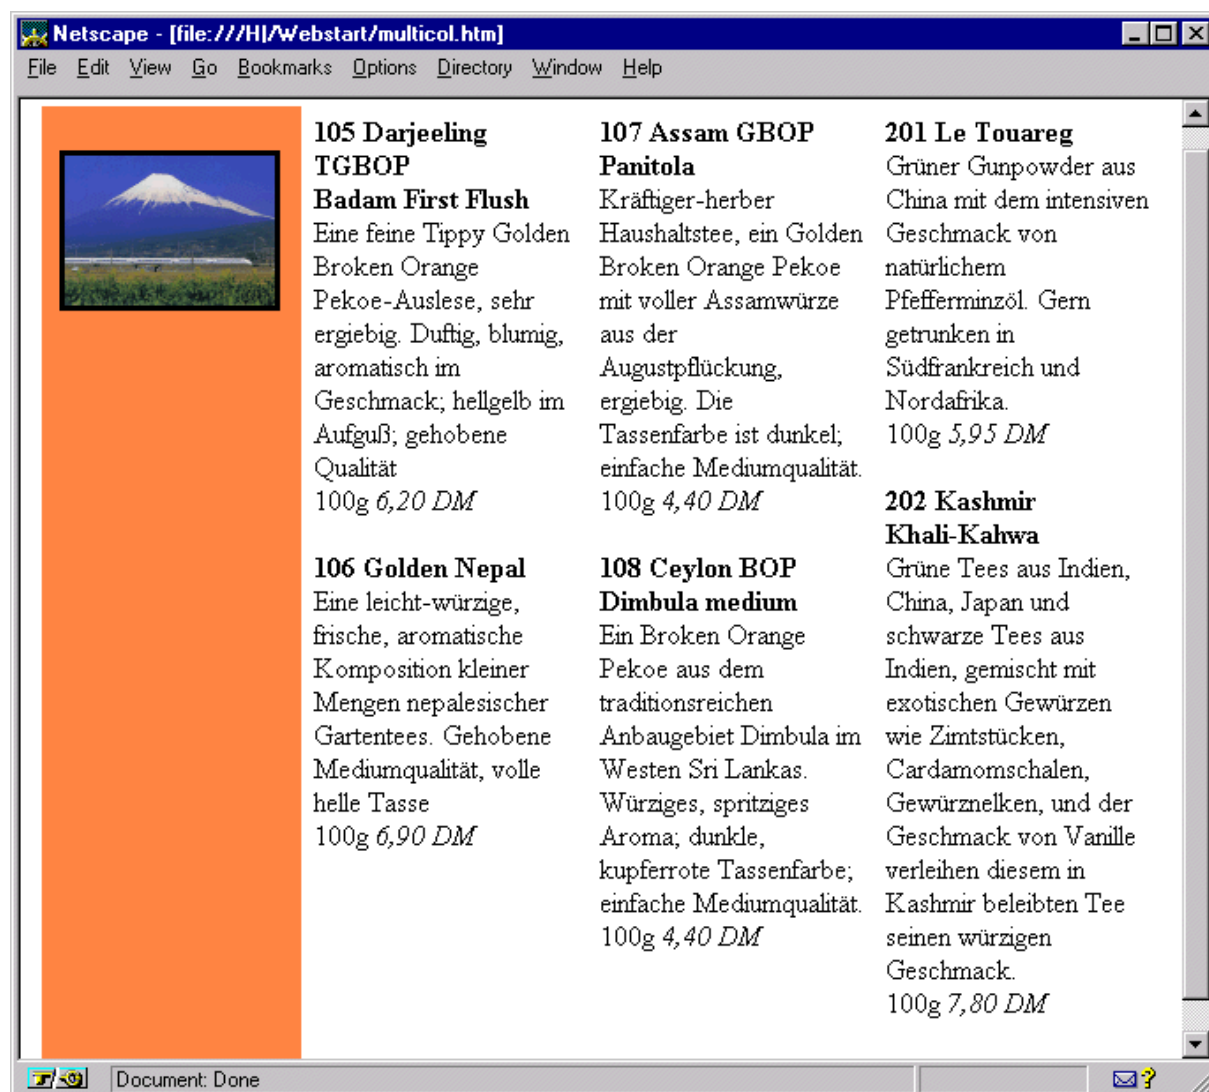 Netscape - [file:///H|/Webstart/multicol.htm]
File Edit View Go Bookmarks Options Directory Window Help
105 Darjeeling
TGBOP
Badam First Flush
Eine feine Tippy Golden
Broken Orange
Pekoe-Auslese, sehr
ergiebig. Duftig, blumig,
aromatisch im
Geschmack; hellgelb im
Aufguß; gehobene
Qualität
100g 6,20 DM
106 Golden Nepal
Eine leicht-würzige,
frische, aromatische
Komposition kleiner
Mengen nepalesischer
Gartentees. Gehobene
Mediumqualität, volle
helle Tasse
100g 6,90 DM
107 Assam GBOP
Panitola
Kräftiger-herber
Haushaltstee, ein Golden
Broken Orange Pekoe
mit voller Assamwürze
aus der
Augustpflückung,
ergiebig. Die
Tassenfarbe ist dunkel;
einfache Mediumqualität.
100g 4,40 DM
108 Ceylon BOP
Dimbula medium
Ein Broken Orange
Pekoe aus dem
traditionsreichen
Anbaugebiet Dimbula im
Westen Sri Lankas.
Würziges, spritziges
Aroma; dunkle,
kupferrote Tassenfarbe;
einfache Mediumqualität.
100g 4,40 DM
201 Le Touareg
Grüner Gunpowder aus
China mit dem intensiven
Geschmack von
natürlichem
Pfefferminzöl. Gern
getrunken in
Südfrankreich und
Nordafrika.
100g 5,95 DM
202 Kashmir
Khali-Kahwa
Grüne Tees aus Indien,
China, Japan und
schwarze Tees aus
Indien, gemischt mit
exotischen Gewürzen
wie Zimtstücken,
Cardamomschalen,
Gewürznelken, und der
Geschmack von Vanille
verleihen diesem in
Kashmir beleibten Tee
seinen würzigen
Geschmack.
100g 7,80 DM
Document: Done